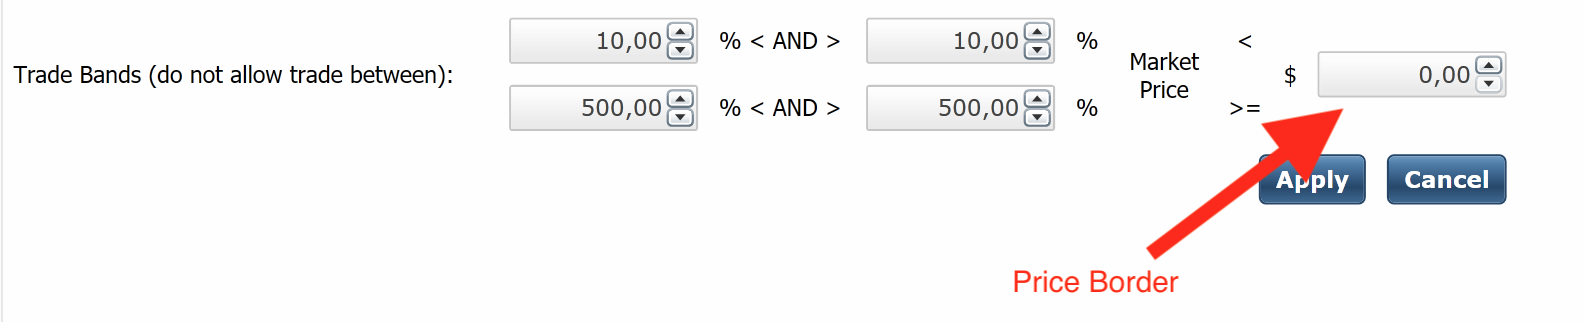 10,00 % < AND > 10,00 %
Trade Bands (do not allow trade between):
500,00 % < AND > 500,00 %
Market
Price
<
>=
$ 0,00
Apply Cancel
Price Border